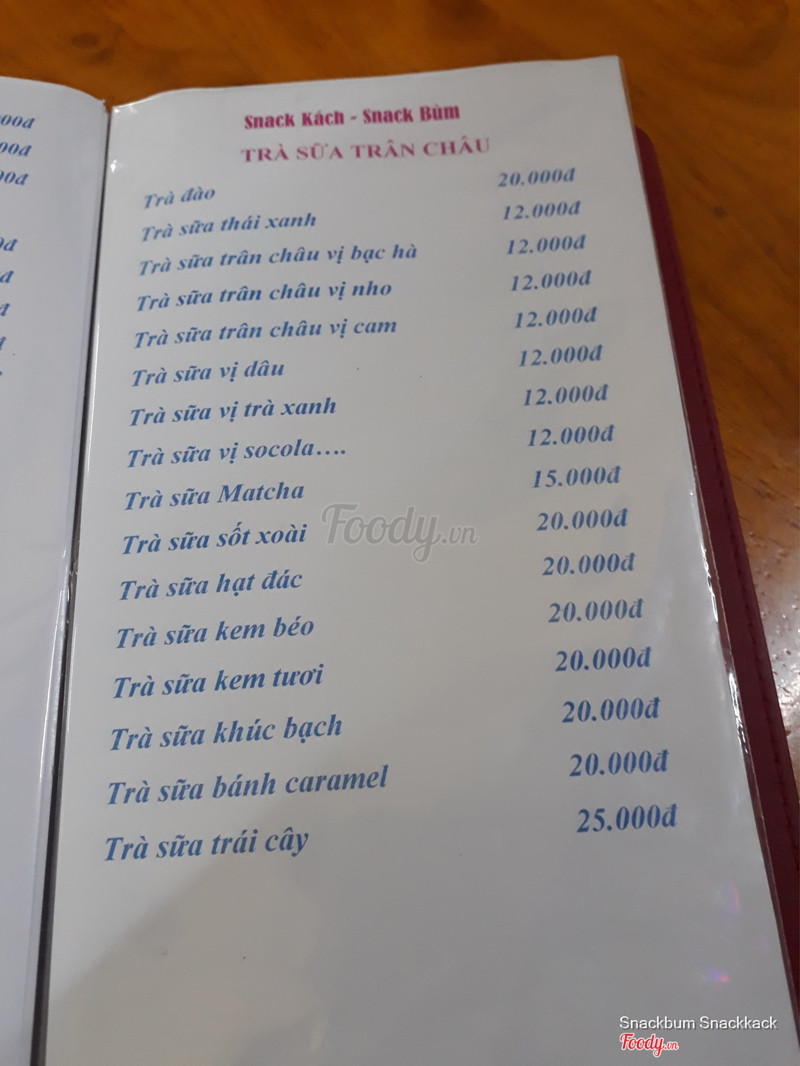 000đ
000đ
00đ
0đ
Snack Kách - Snack Bùm
TRÀ SỮA TRÂN CHÂU
Trà đào 20.000đ
Trà sữa thái xanh 12.000đ
Trà sữa trân châu vị bạc hà 12.000đ
Trà sữa trân châu vị nho 12.000đ
Trà sữa trân châu vị cam 12.000đ
Trà sữa vị dâu 12.000đ
Trà sữa vị trà xanh 12.000đ
Trà sữa vị socola.... 12.000đ
Trà sữa Matcha 15.000đ
Trà sữa sốt xoài 20.000đ
Trà sữa hạt đác 20.000đ
Trà sữa kem béo 20.000đ
Trà sữa kem tươi 20.000đ
Trà sữa khúc bạch 20.000đ
Trà sữa bánh caramel 20.000đ
Trà sữa trái cây 25.000đ
Foody.vn
Snackbum Snackkack
Foody.vn